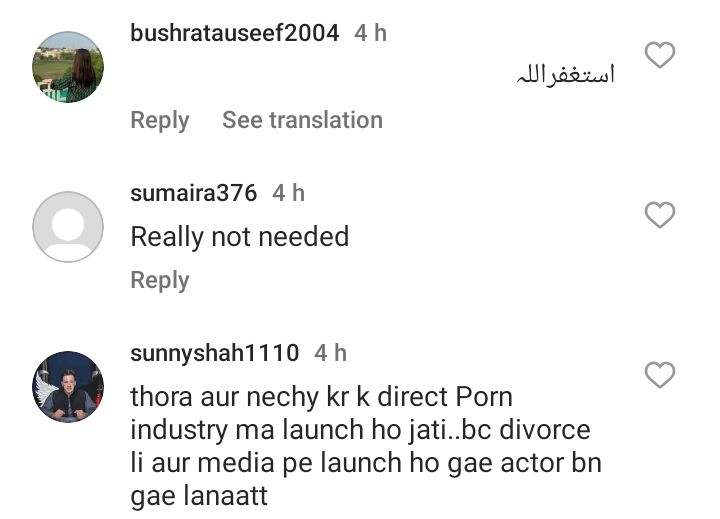 bushratauseef2004 4 h
استغفراللہ
Reply See translation
sumaira376 4 h
Really not needed
Reply
sunnyshah1110 4 h
thora aur nechy kr k direct Porn
industry ma launch ho jati..bc divorce
li aur media pe launch ho gae actor bn
gae lanaatt